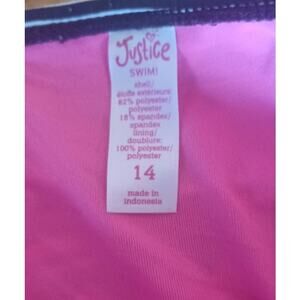 Justice
SWIM!
shell/
étoffe extérieure:
82% polyester/
polyester
18% spandex/
spandex
lining/
doublure:
100% polyester/
polyester
14
made in
indonesia